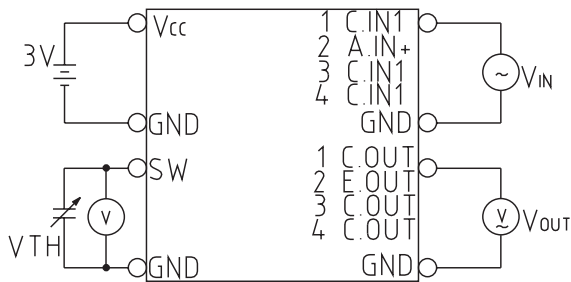 VCC
3V
GND
SW
V
VTH
GND
1 C.IN1
2 A.IN+
3 C.IN1
4 C.IN1
GND
~
VIN
1 C.OUT
2 E.OUT
3 C.OUT
4 C.OUT
GND
V
~
VOUT